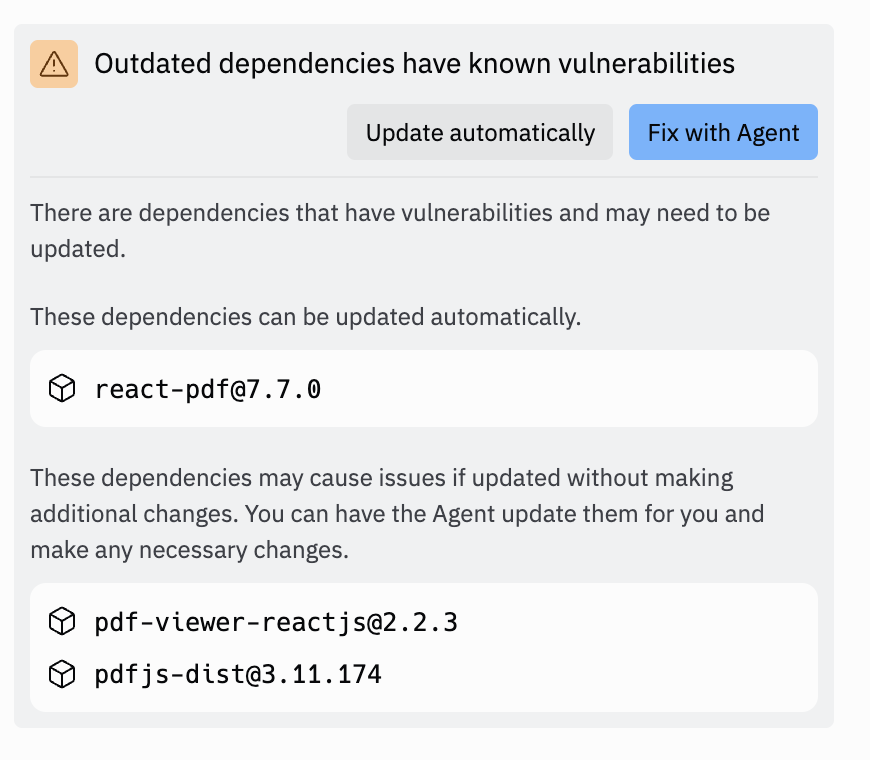 Outdated dependencies have known vulnerabilities
Update automatically
Fix with Agent
There are dependencies that have vulnerabilities and may need to be
updated.
These dependencies can be updated automatically.
react-pdf@7.7.0
These dependencies may cause issues if updated without making
additional changes. You can have the Agent update them for you and
make any necessary changes.
pdf-viewer-reactjs@2.2.3
pdfjs-dist@3.11.174